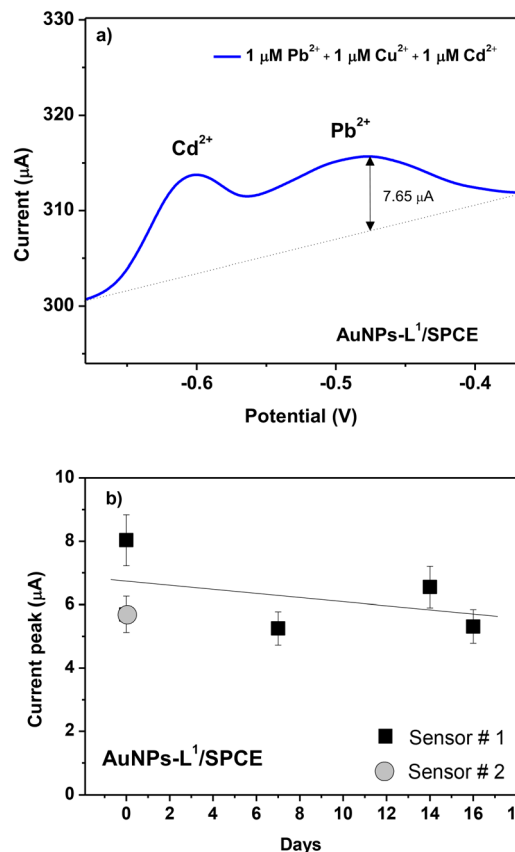 a)
1 μM Pb²⁺ + 1 μM Cu²⁺ + 1 μM Cd²⁺
Cd²⁺
Pb²⁺
7.65 μA
AuNPs-L¹/SPCE
330
320
310
300
Current (μA)
-0.6
-0.5
-0.4
Potential (V)
b)
10
8
6
4
2
0
Current peak (μA)
AuNPs-L¹/SPCE
Sensor # 1
Sensor # 2
0 2 4 6 8 10 12 14 16 1
Days